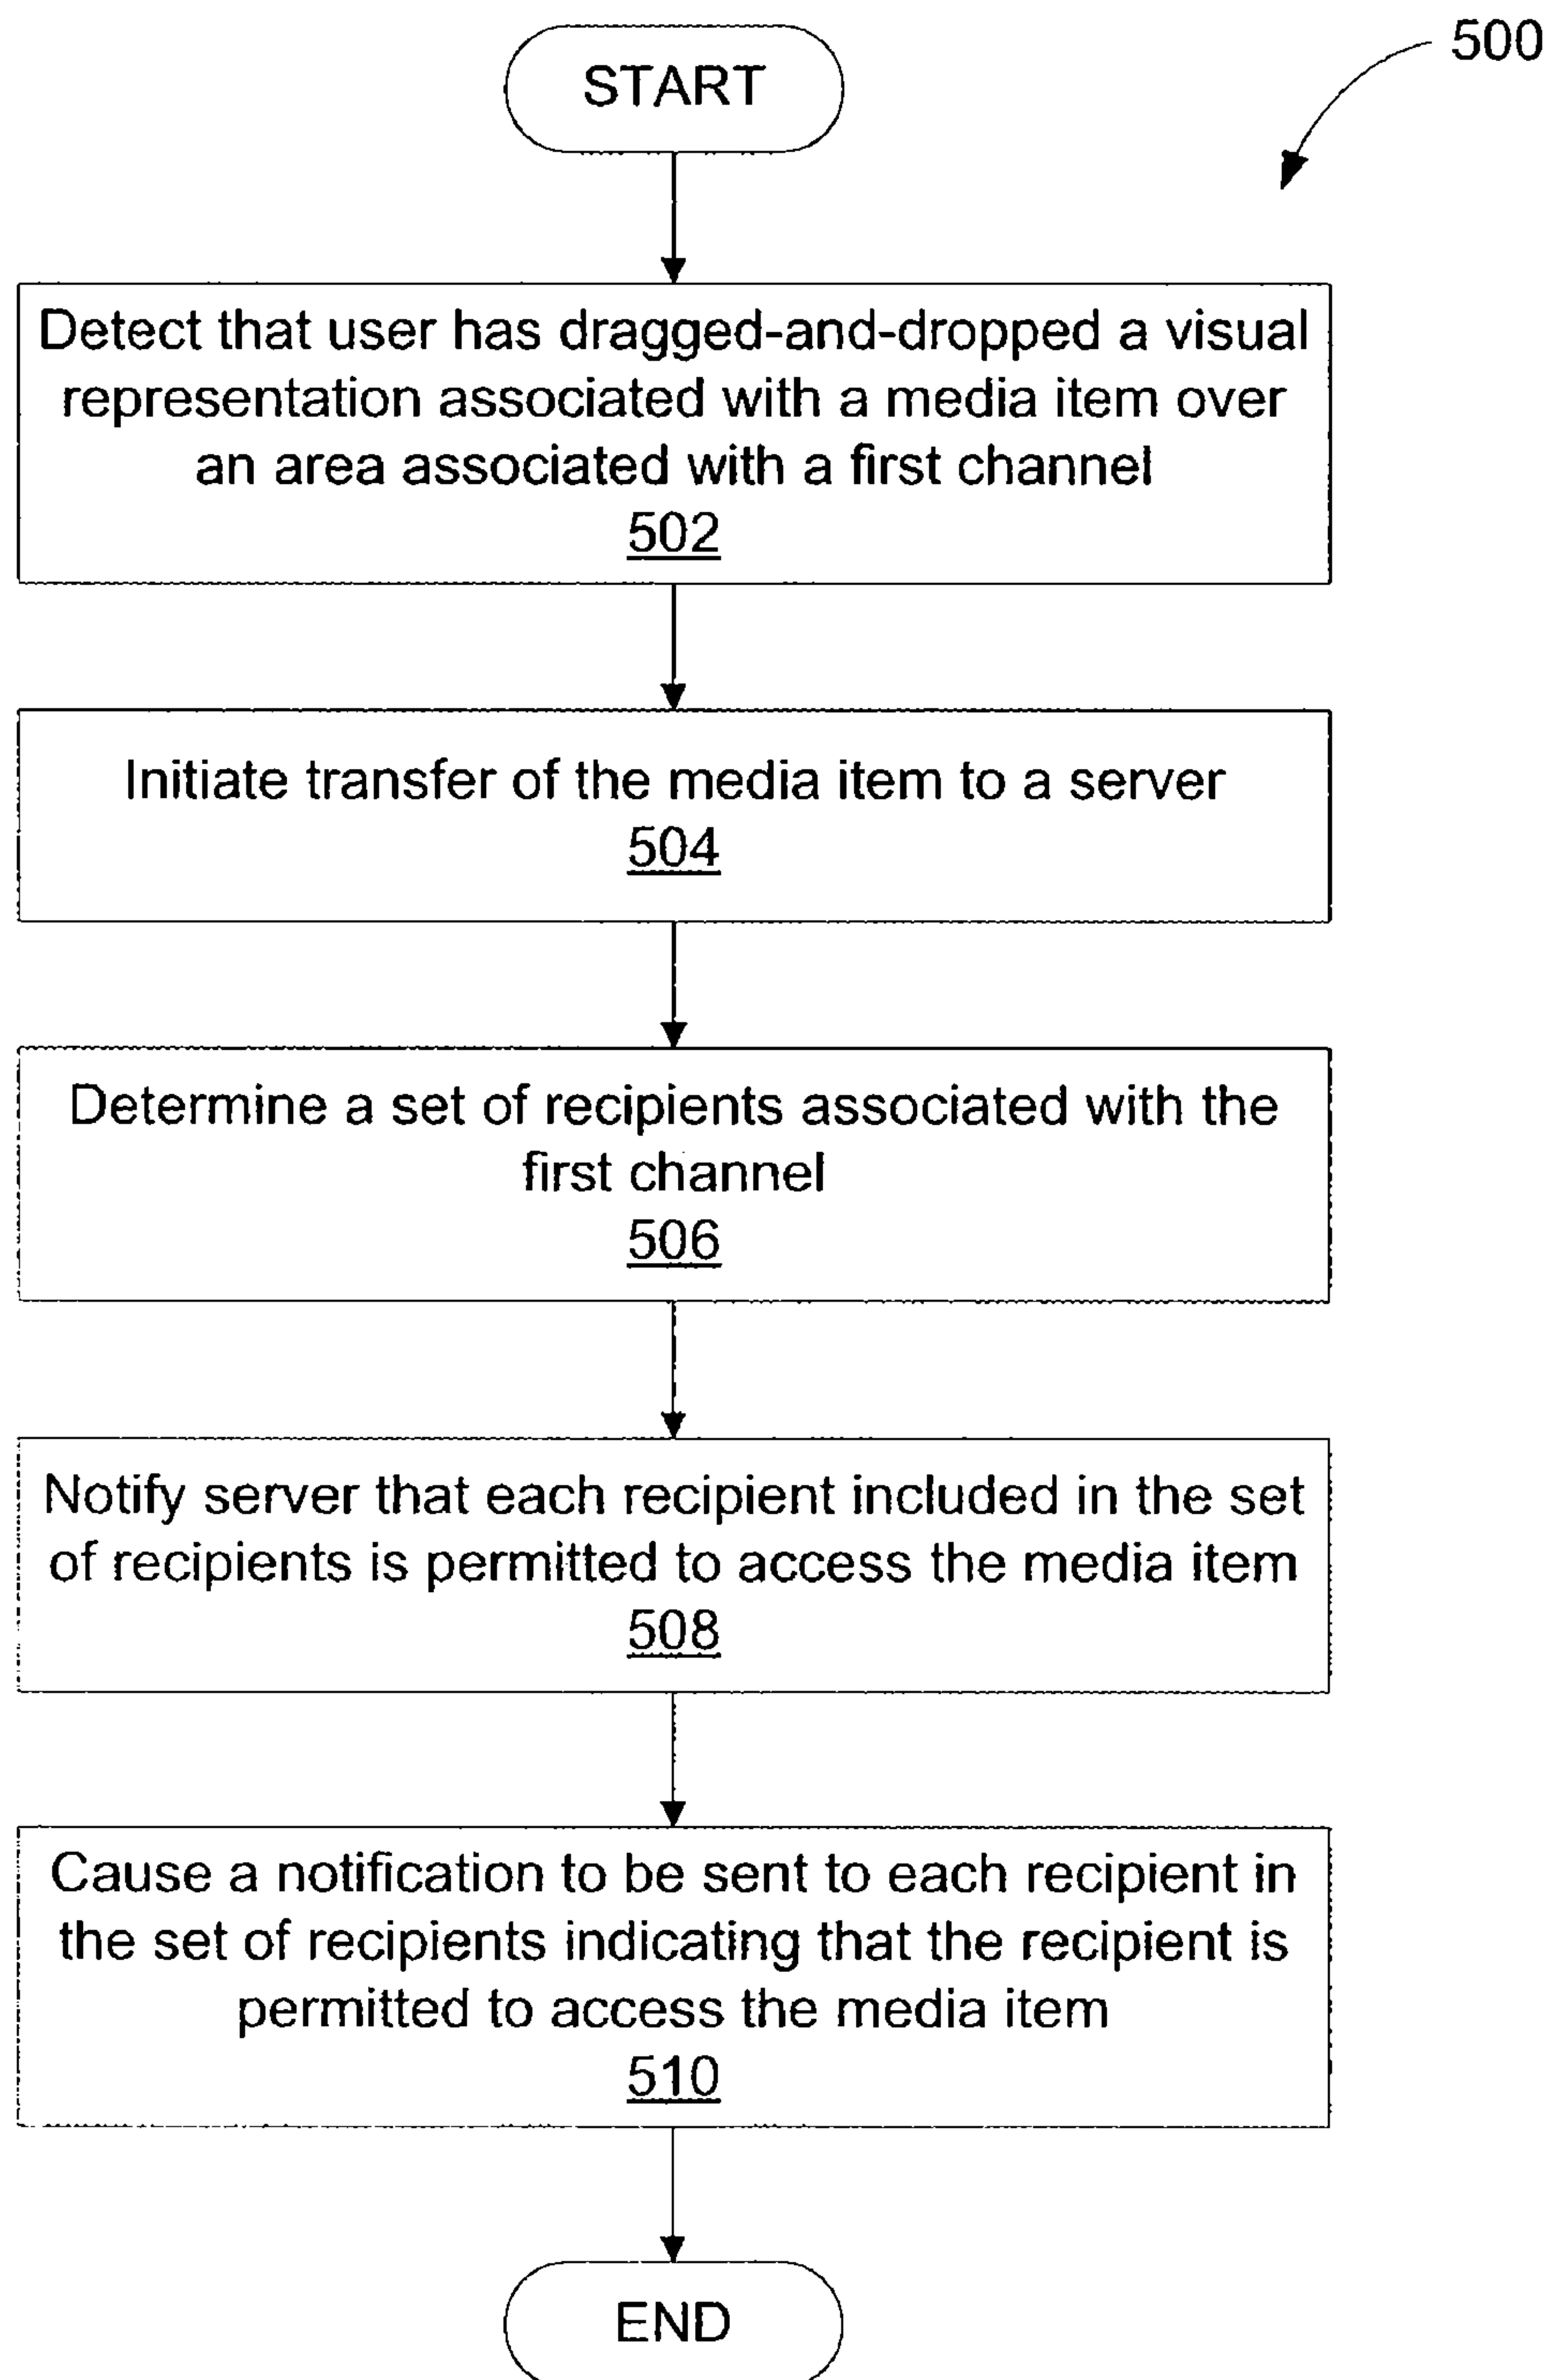 500
START
Detect that user has dragged-and-dropped a visual
representation associated with a media item over
an area associated with a first channel
502
Initiate transfer of the media item to a server
504
Determine a set of recipients associated with the
first channel
506
Notify server that each recipient included in the set
of recipients is permitted to access the media item
508
Cause a notification to be sent to each recipient in
the set of recipients indicating that the recipient is
permitted to access the media item
510
END